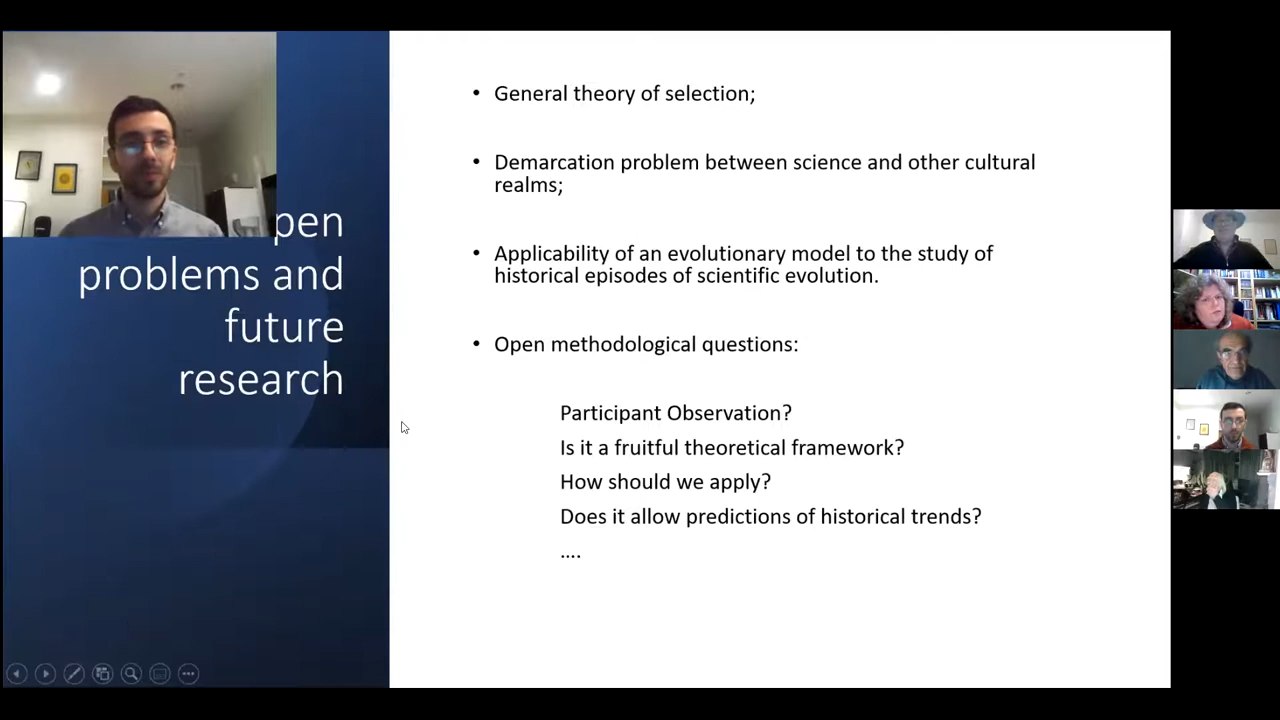 pen
problems and
future
research
• General theory of selection;
• Demarcation problem between science and other cultural
realms;
• Applicability of an evolutionary model to the study of
historical episodes of scientific evolution.
• Open methodological questions:
Participant Observation?
Is it a fruitful theoretical framework?
How should we apply?
Does it allow predictions of historical trends?
....